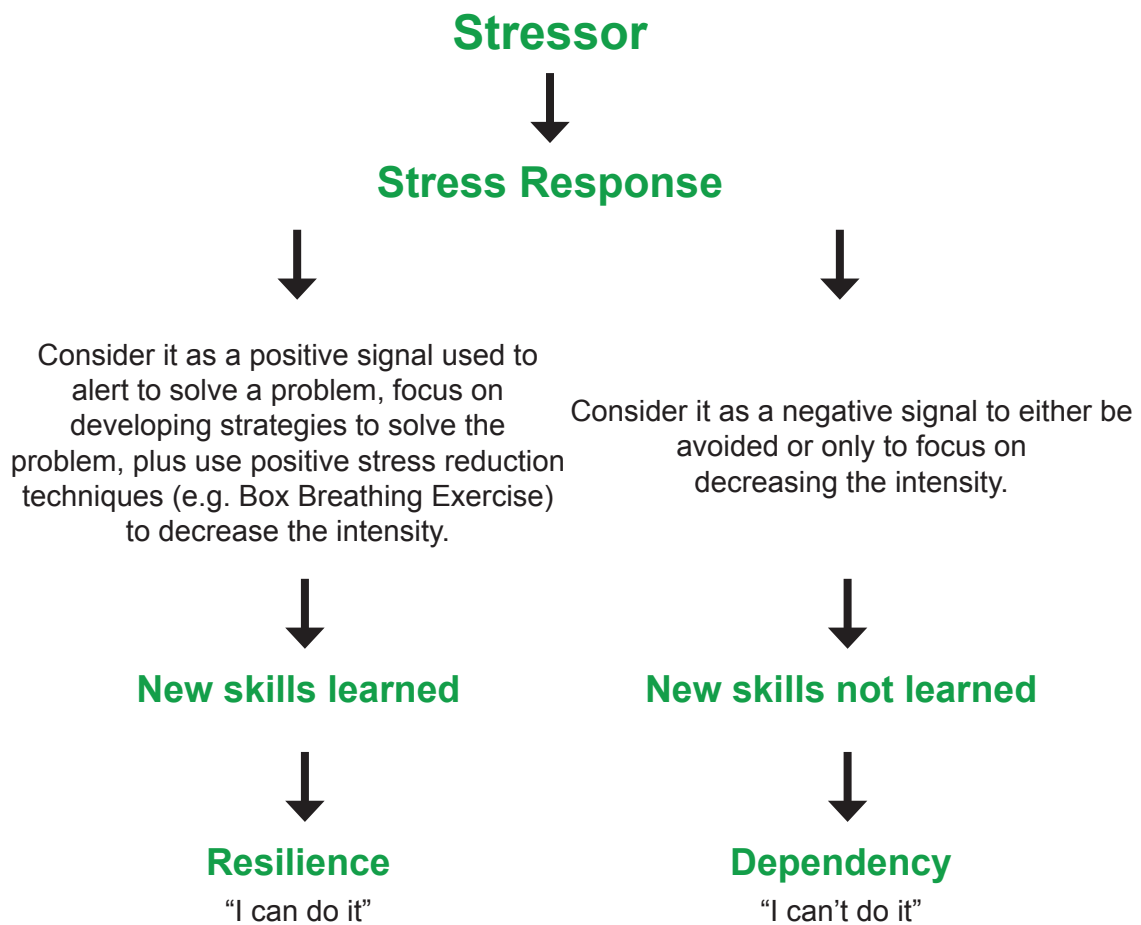 Stressor
Stress Response
Consider it as a positive signal used to
alert to solve a problem, focus on
developing strategies to solve the
problem, plus use positive stress reduction
techniques (e.g. Box Breathing Exercise)
to decrease the intensity.
Consider it as a negative signal to either be
avoided or only to focus on
decreasing the intensity.
New skills learned
New skills not learned
Resilience
“I can do it”
Dependency
“I can’t do it”